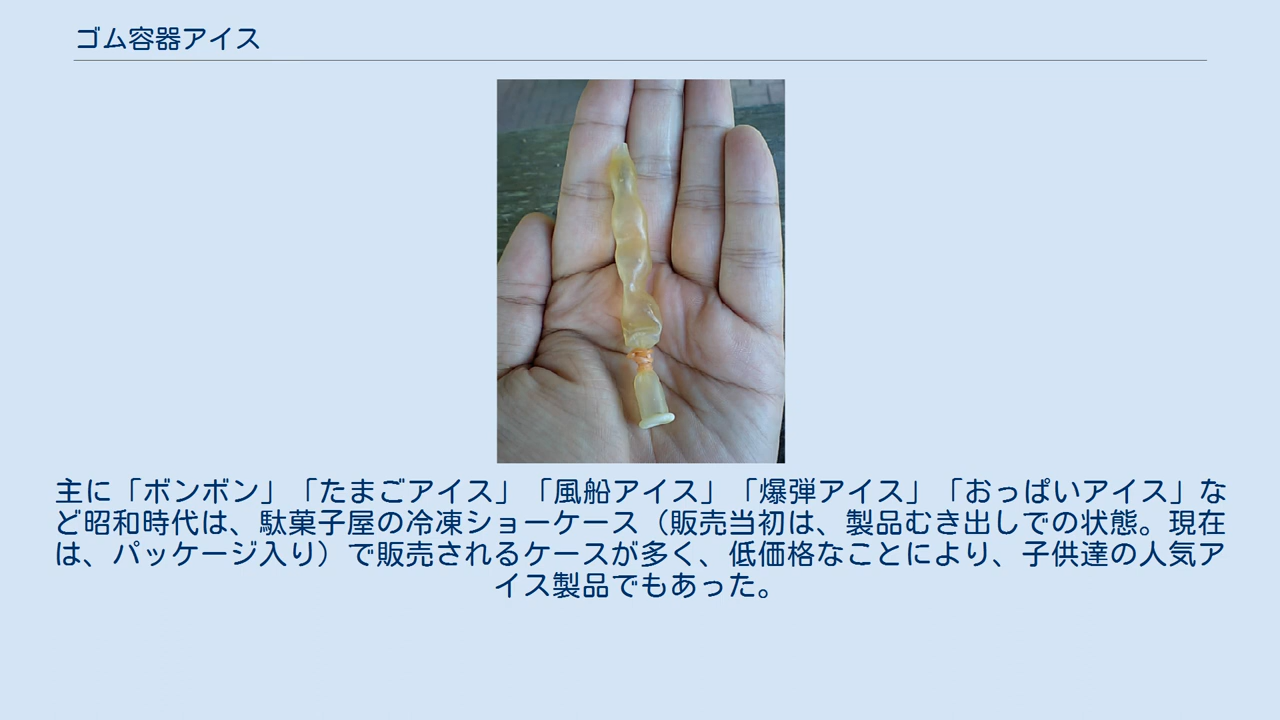 ゴム容器アイス
主に「ボンボン」「たまごアイス」「風船アイス」「爆弾アイス」「おっぱいアイス」な
ど昭和時代は、駄菓子屋の冷凍ショーケース（販売当初は、製品むき出しでの状態。現在
は、パッケージ入り）で販売されるケースが多く、低価格なことにより、子供達の人気ア
イス製品でもあった。